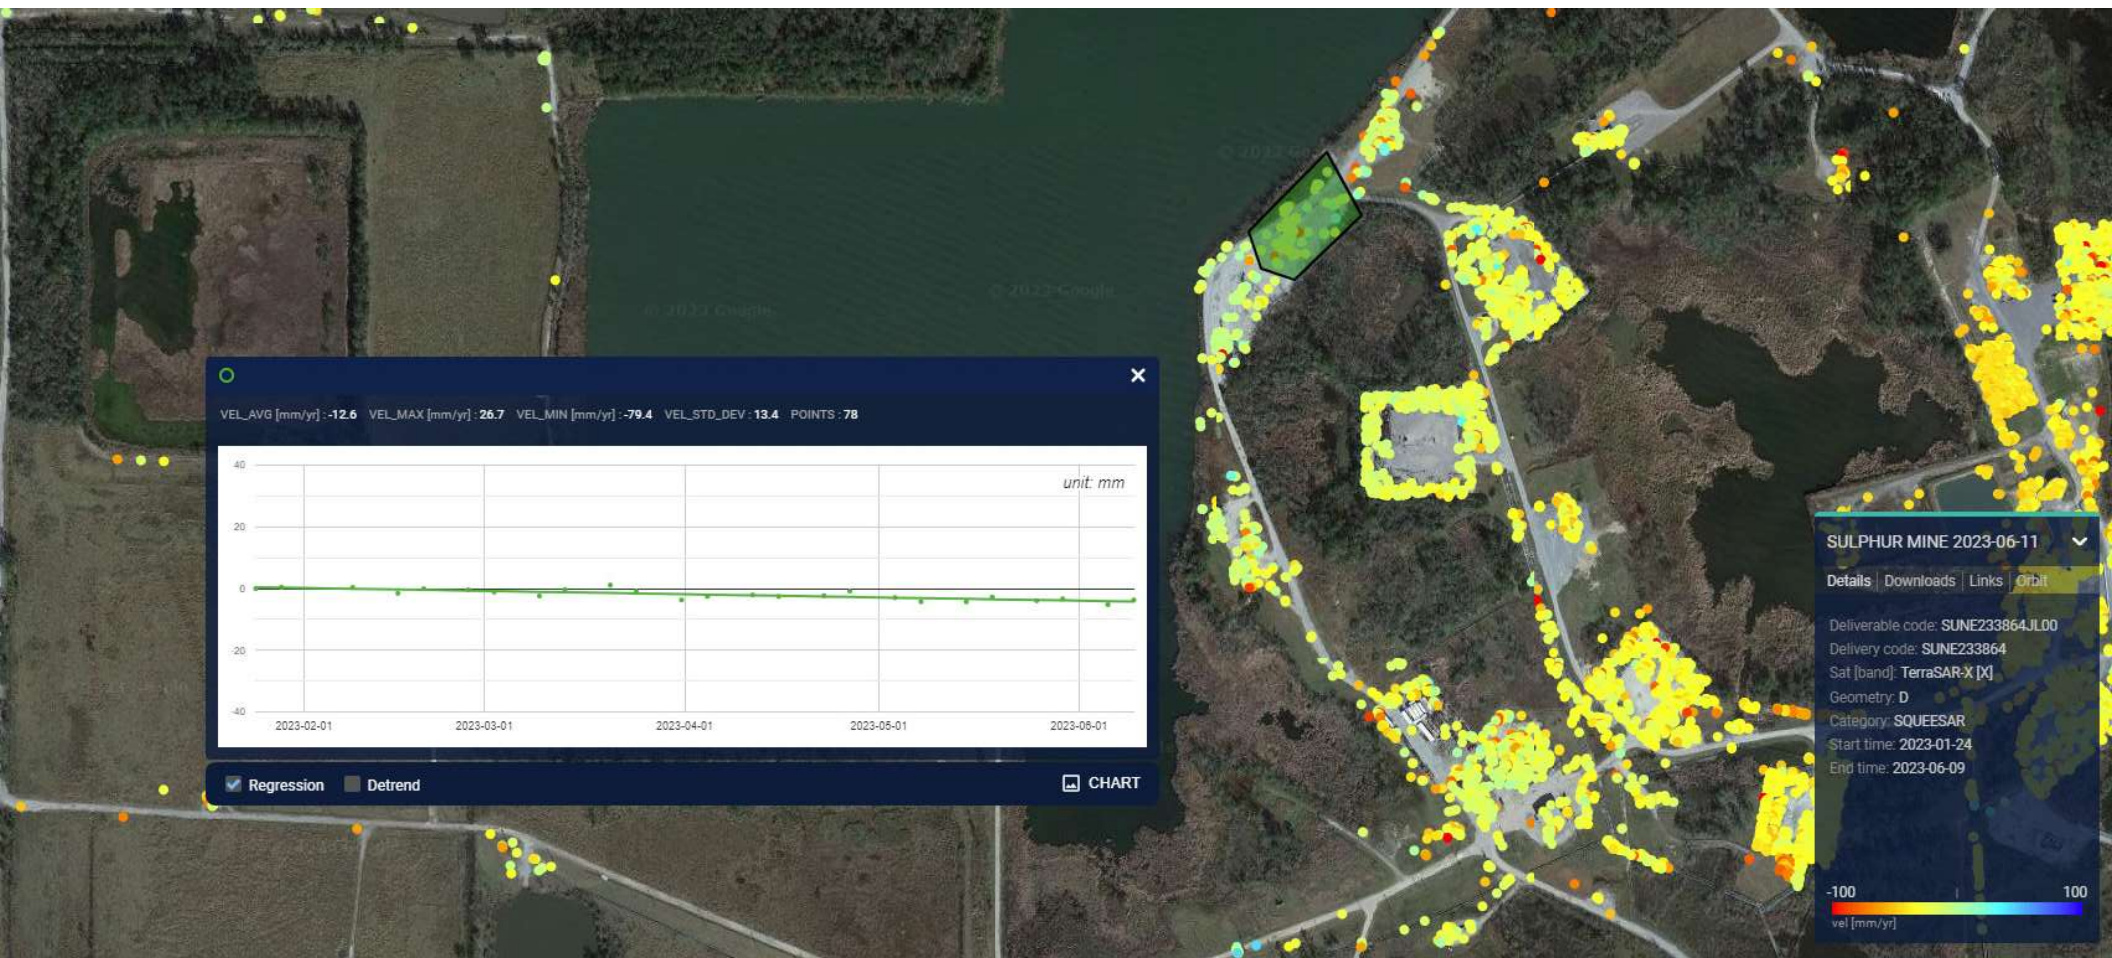 © 2023 Google
© 2023 Google
VEL_AVG [mm/yr] : -12.6 VEL_MAX [mm/yr] : 26.7 VEL_MIN [mm/yr] : -79.4 VEL_STD_DEV : 13.4 POINTS : 78
unit: mm
40
20
0
-20
-40
2023-02-01 2023-03-01 2023-04-01 2023-05-01 2023-06-01
Regression Detrend CHART
SULPHUR MINE 2023-06-11
Details Downloads Links Orbit
Deliverable code: SUNE233864JL00
Delivery code: SUNE233864
Sat [band]: TerraSAR-X [X]
Geometry: D
Category: SQUEESAR
Start time: 2023-01-24
End time: 2023-06-09
-100 100
vel [mm/yr]